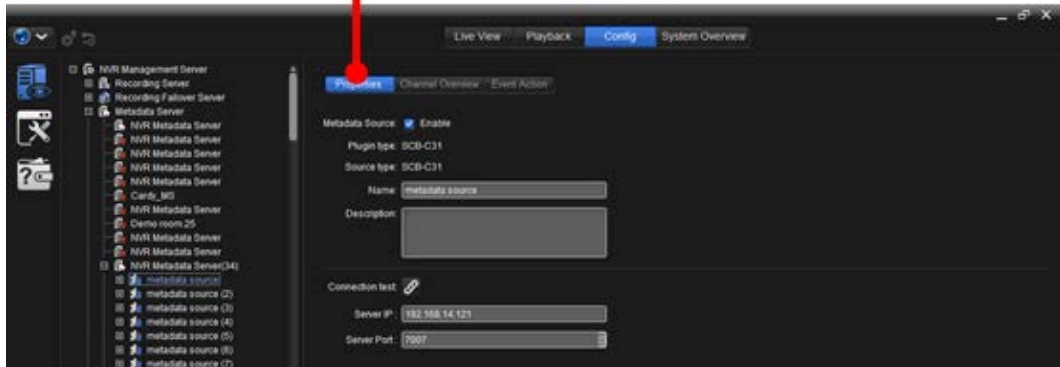 Live View Playback Config System Overview
NVR Management Server
Recording Server
Recording Failover Server
Metadata Server
NVR Metadata Server
NVR Metadata Server
NVR Metadata Server
NVR Metadata Server
NVR Metadata Server
Cardy_MS
NVR Metadata Server
Demo room 25
NVR Metadata Server
NVR Metadata Server
NVR Metadata Server(34)
metadata source
metadata source (2)
metadata source (3)
metadata source (4)
metadata source (5)
metadata source (6)
metadata source (7)
Properties Channel Overview Event Action
Metadata Source: Enable
Plugin type: SCB-C31
Source type: SCB-C31
Name: metadata source
Description:
Connection test:
Server IP : 192.168.14.121
Server Port : 7007